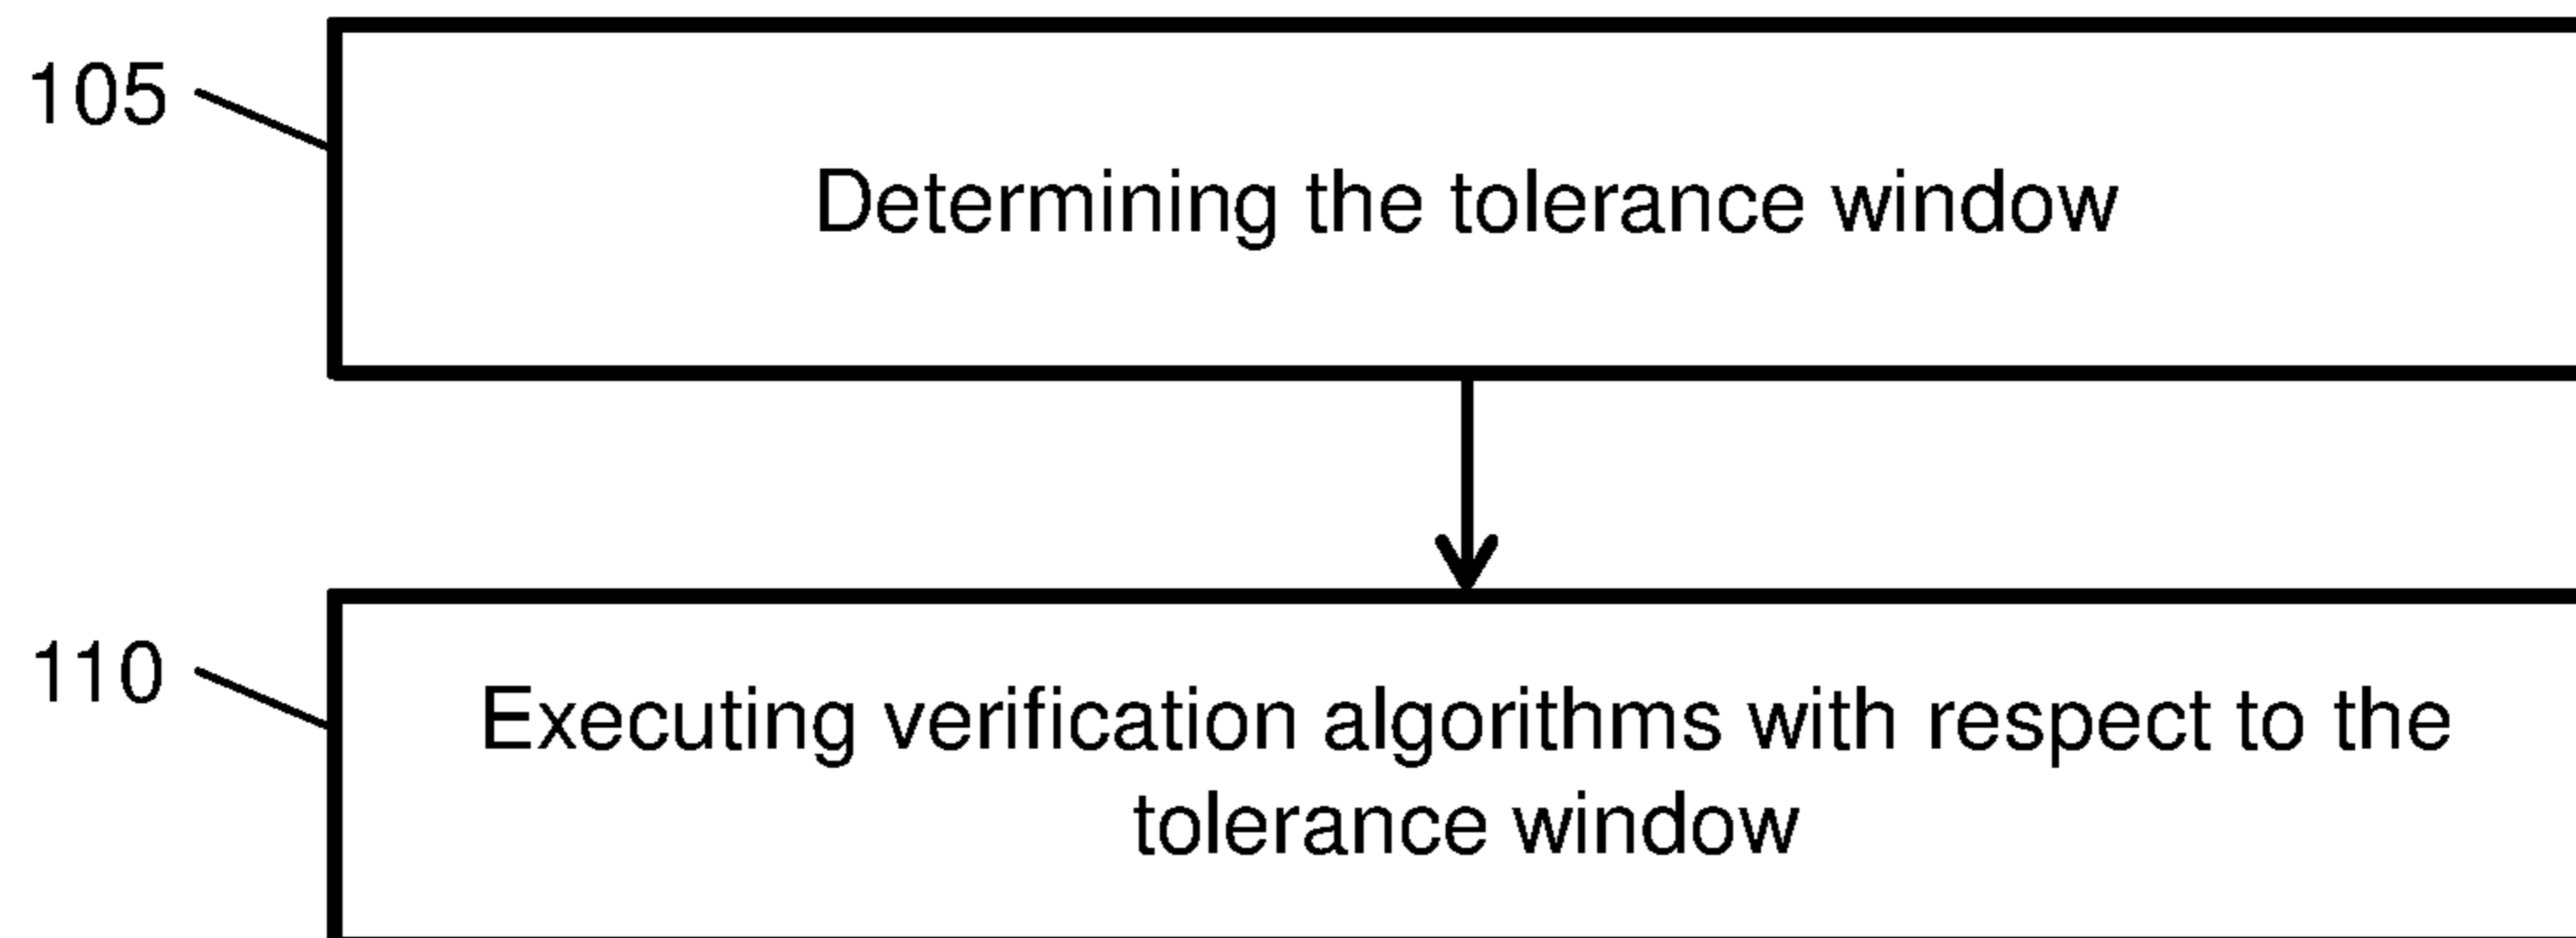 105
Determining the tolerance window
110
Executing verification algorithms with respect to the
tolerance window